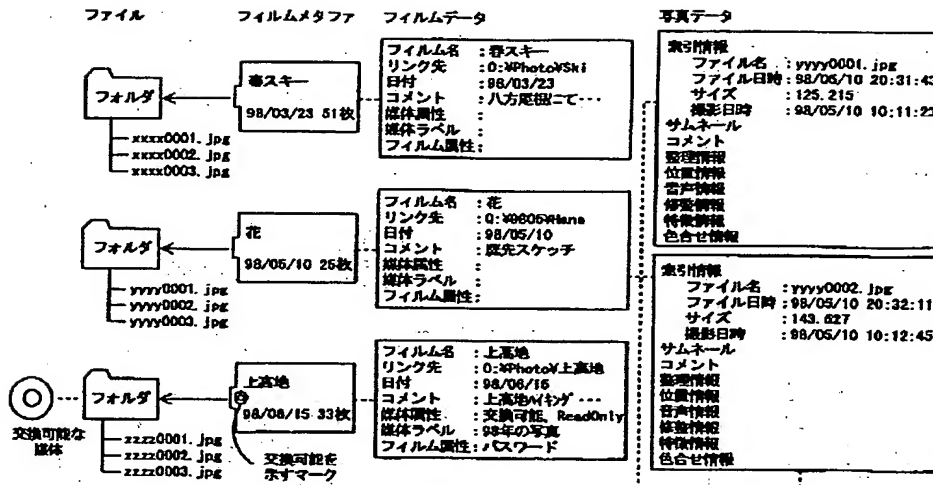 ファイル
フィルムメタファ
フィルムデータ
写真データ
フォルダ
xxxx0001.jpg
xxxx0002.jpg
xxxx0003.jpg
春スキー
98/03/23 51枚
フィルム名 :春スキー
リンク先 :O:¥Photo¥Ski
日付 :98/03/23
コメント :八方尾根にて…
媒体属性 :
媒体ラベル :
フィルム属性:
フォルダ
yyyy0001.jpg
yyyy0002.jpg
yyyy0003.jpg
花
98/05/10 25枚
フィルム名 :花
リンク先 :Q:¥9605¥Hana
日付 :98/05/10
コメント :庭先スケッチ
媒体属性 :
媒体ラベル :
フィルム属性:
交換可能な
媒体
フォルダ
zzzz0001.jpg
zzzz0002.jpg
zzzz0003.jpg
上高地
98/08/15 33枚
交換可能を
示すマーク
フィルム名 :上高地
リンク先 :O:¥Photo¥上高地
日付 :98/08/15
コメント :上高地ハイキング…
媒体属性 :交換可能、ReadOnly
媒体ラベル :98年の写真
フィルム属性:パスワード
索引情報
ファイル名 :yyyy0001.jpg
ファイル日時:98/05/10 20:31:43
サイズ :125.215
撮影日時 :98/05/10 10:11:23
サムネール
コメント
整理情報
位置情報
音声情報
修整情報
特徴情報
色合せ情報
索引情報
ファイル名 :yyyy0002.jpg
ファイル日時:98/05/10 20:32:11
サイズ :143.627
撮影日時 :98/05/10 10:12:45
サムネール
コメント
整理情報
位置情報
音声情報
修整情報
特徴情報
色合せ情報